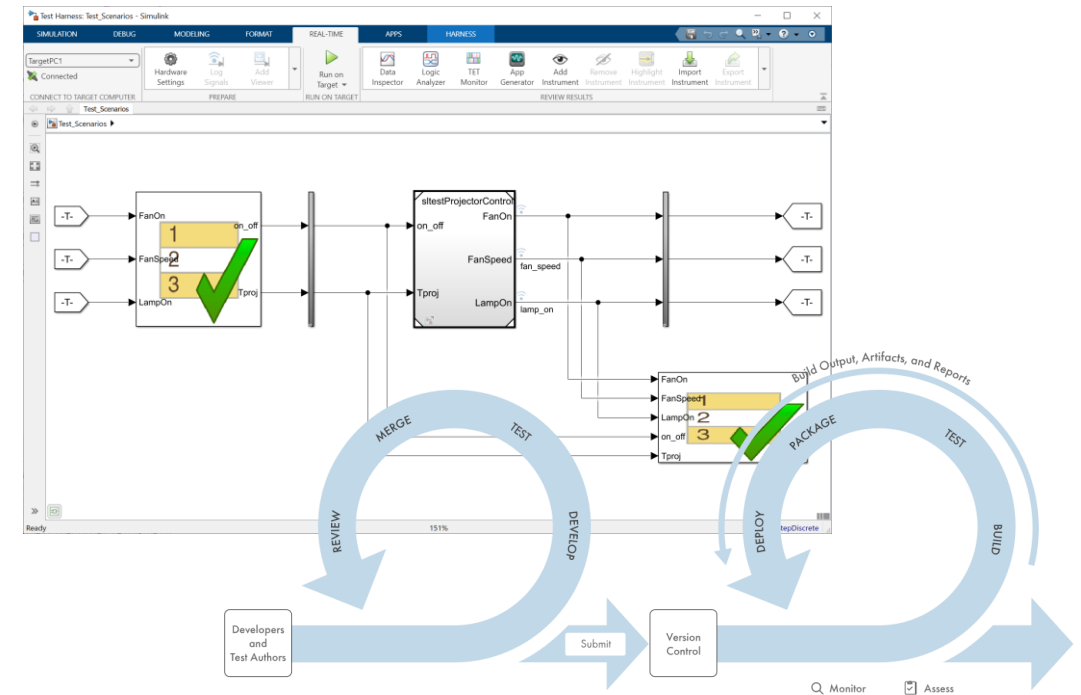 Test Harness: Test_Scenarios - Simulink
SIMULATION DEBUG MODELING FORMAT REAL-TIME APPS HARNESS
TargetPC1
Connected
Hardware Settings
Log Signals
Add Viewer
Run on Target
Data Inspector
Logic Analyzer
TET Monitor
App Generator
Add Instrument
Remove Instrument
Highlight Instrument
Import Instrument
Export Instrument
CONNECT TO TARGET COMPUTER PREPARE RUN ON TARGET REVIEW RESULTS
Test_Scenarios
Test_Scenarios
-T-
-T-
-T-
FanOn
FanSpeed
LampOn
1
2
3
on_off
Tproj
sltestProjectorControl
on_off
Tproj
FanOn
FanSpeed
LampOn
fan_speed
lamp_on
-T-
-T-
-T-
FanOn
FanSpeed
LampOn
on_off
Tproj
1
2
3
Ready
151%
tepDiscrete
REVIEW
MERGE
TEST
DEVELOP
Build Output, Artifacts, and Reports
DEPLOY
PACKAGE
TEST
BUILD
Developers
and
Test Authors
Submit
Version
Control
Monitor
Assess